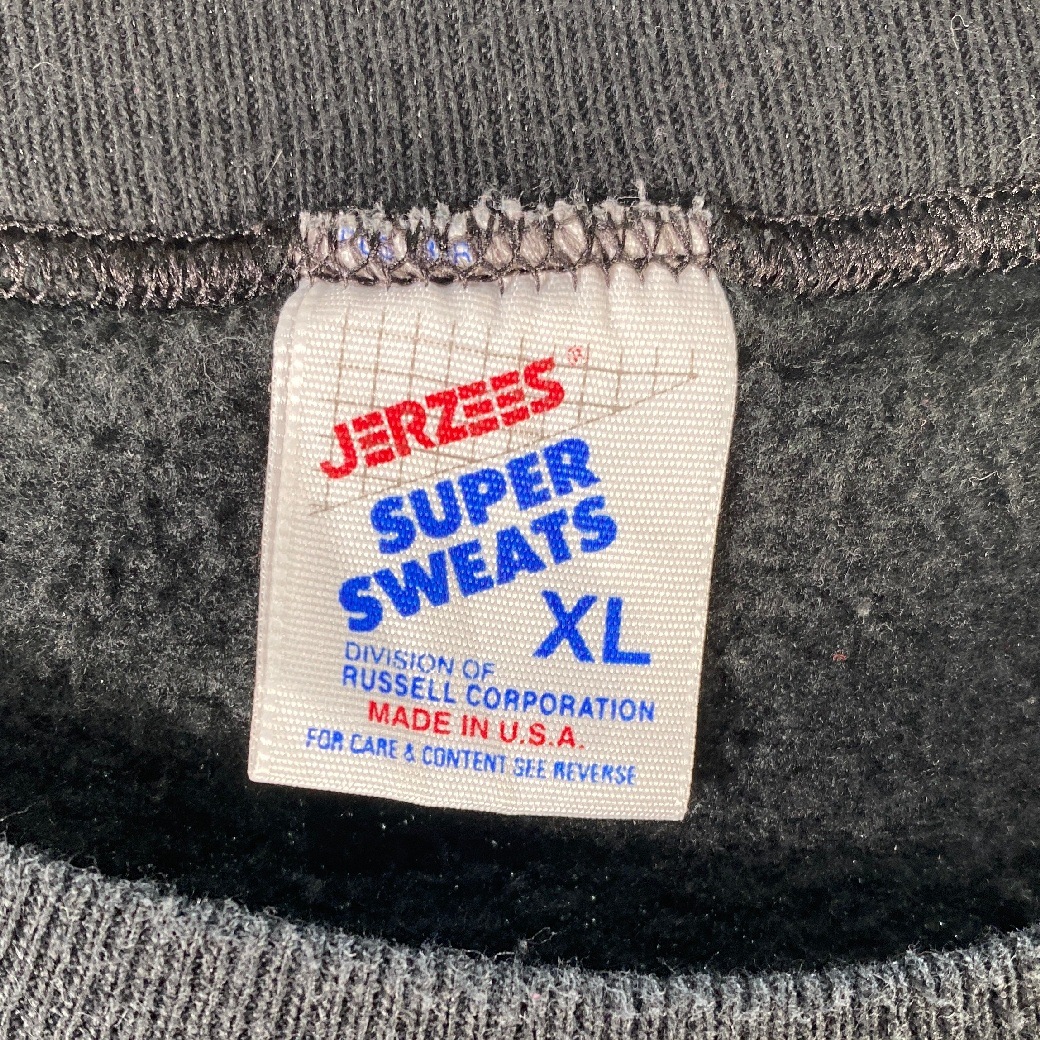 JERZEES®
SUPER
SWEATS
XL
DIVISION OF
RUSSELL CORPORATION
MADE IN U.S.A.
FOR CARE & CONTENT SEE REVERSE